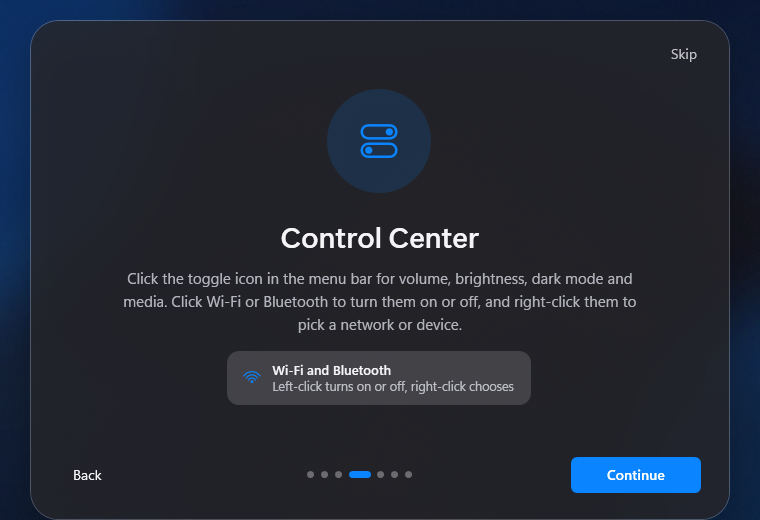 Skip
Control Center
Click the toggle icon in the menu bar for volume, brightness, dark mode and
media. Click Wi-Fi or Bluetooth to turn them on or off, and right-click them to
pick a network or device.
Wi-Fi and Bluetooth
Left-click turns on or off, right-click chooses
Back
Continue